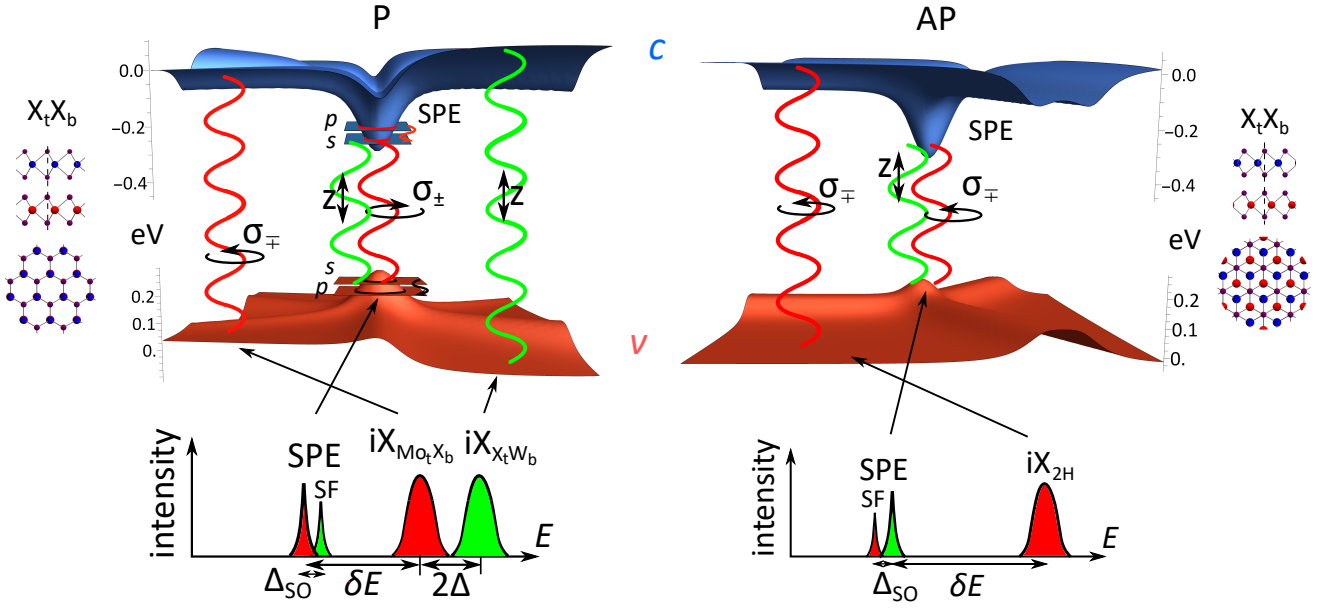 P
AP
c
0.0
−0.2
−0.4
eV
0.2
0.1
0.
XtXb
p
s
SPE
z
σ±
z
σ∓
s
p
v
0.0
−0.2
−0.4
eV
0.2
0.1
0.
XtXb
SPE
σ∓
z
σ∓
intensity
SPE
SF
iXMotXb
iXXtWb
E
ΔSO
δE
2Δ
intensity
SPE
SF
iX2H
E
ΔSO
δE